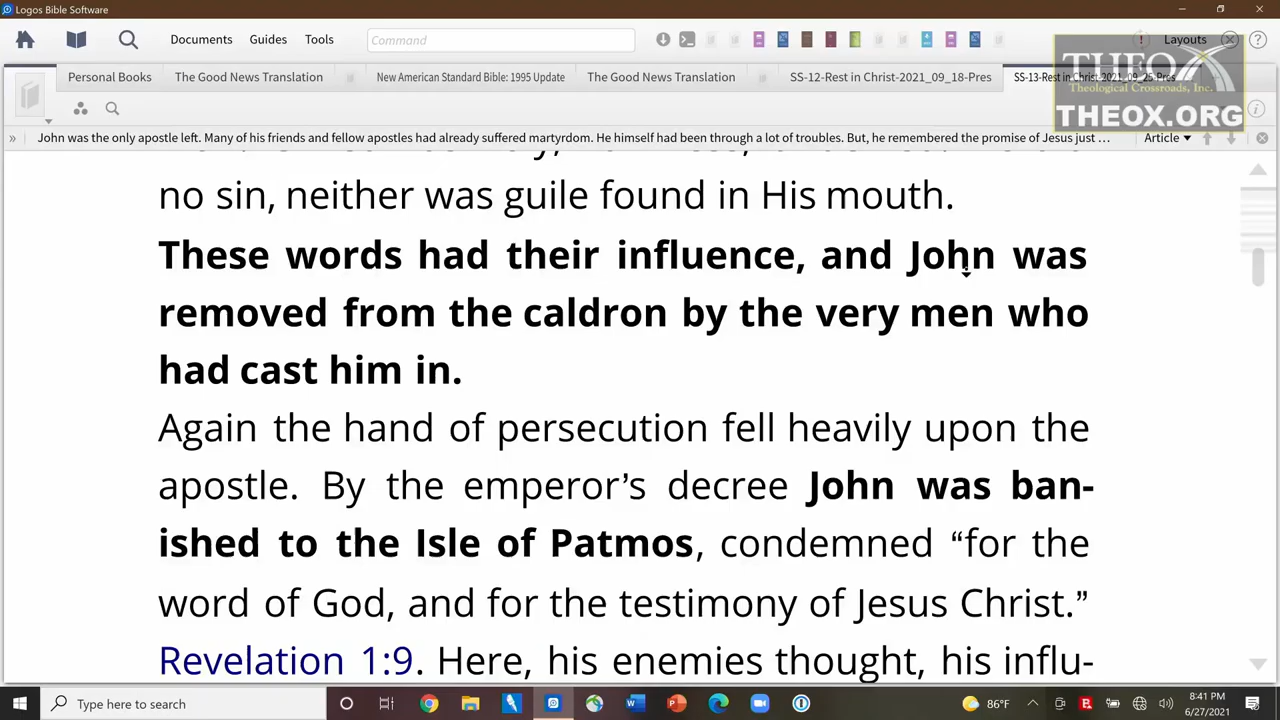 Logos Bible Software
Documents Guides Tools Command Layouts
Personal Books The Good News Translation New American Standard Bible: 1995 Update The Good News Translation SS-12-Rest in Christ-2021_09_18-Pres SS-13-Rest in Christ-2021_09_25-Pres
THEOX
Theological Crossroads, Inc.
THEOX.ORG
» John was the only apostle left. Many of his friends and fellow apostles had already suffered martyrdom. He himself had been through a lot of troubles. But, he remembered the promise of Jesus just … Article
no sin, neither was guile found in His mouth.
These words had their influence, and John was
removed from the caldron by the very men who
had cast him in.
Again the hand of persecution fell heavily upon the
apostle. By the emperor’s decree John was ban-
ished to the Isle of Patmos, condemned “for the
word of God, and for the testimony of Jesus Christ.”
Revelation 1:9. Here, his enemies thought, his influ-
Type here to search
86°F
8:41 PM
6/27/2021